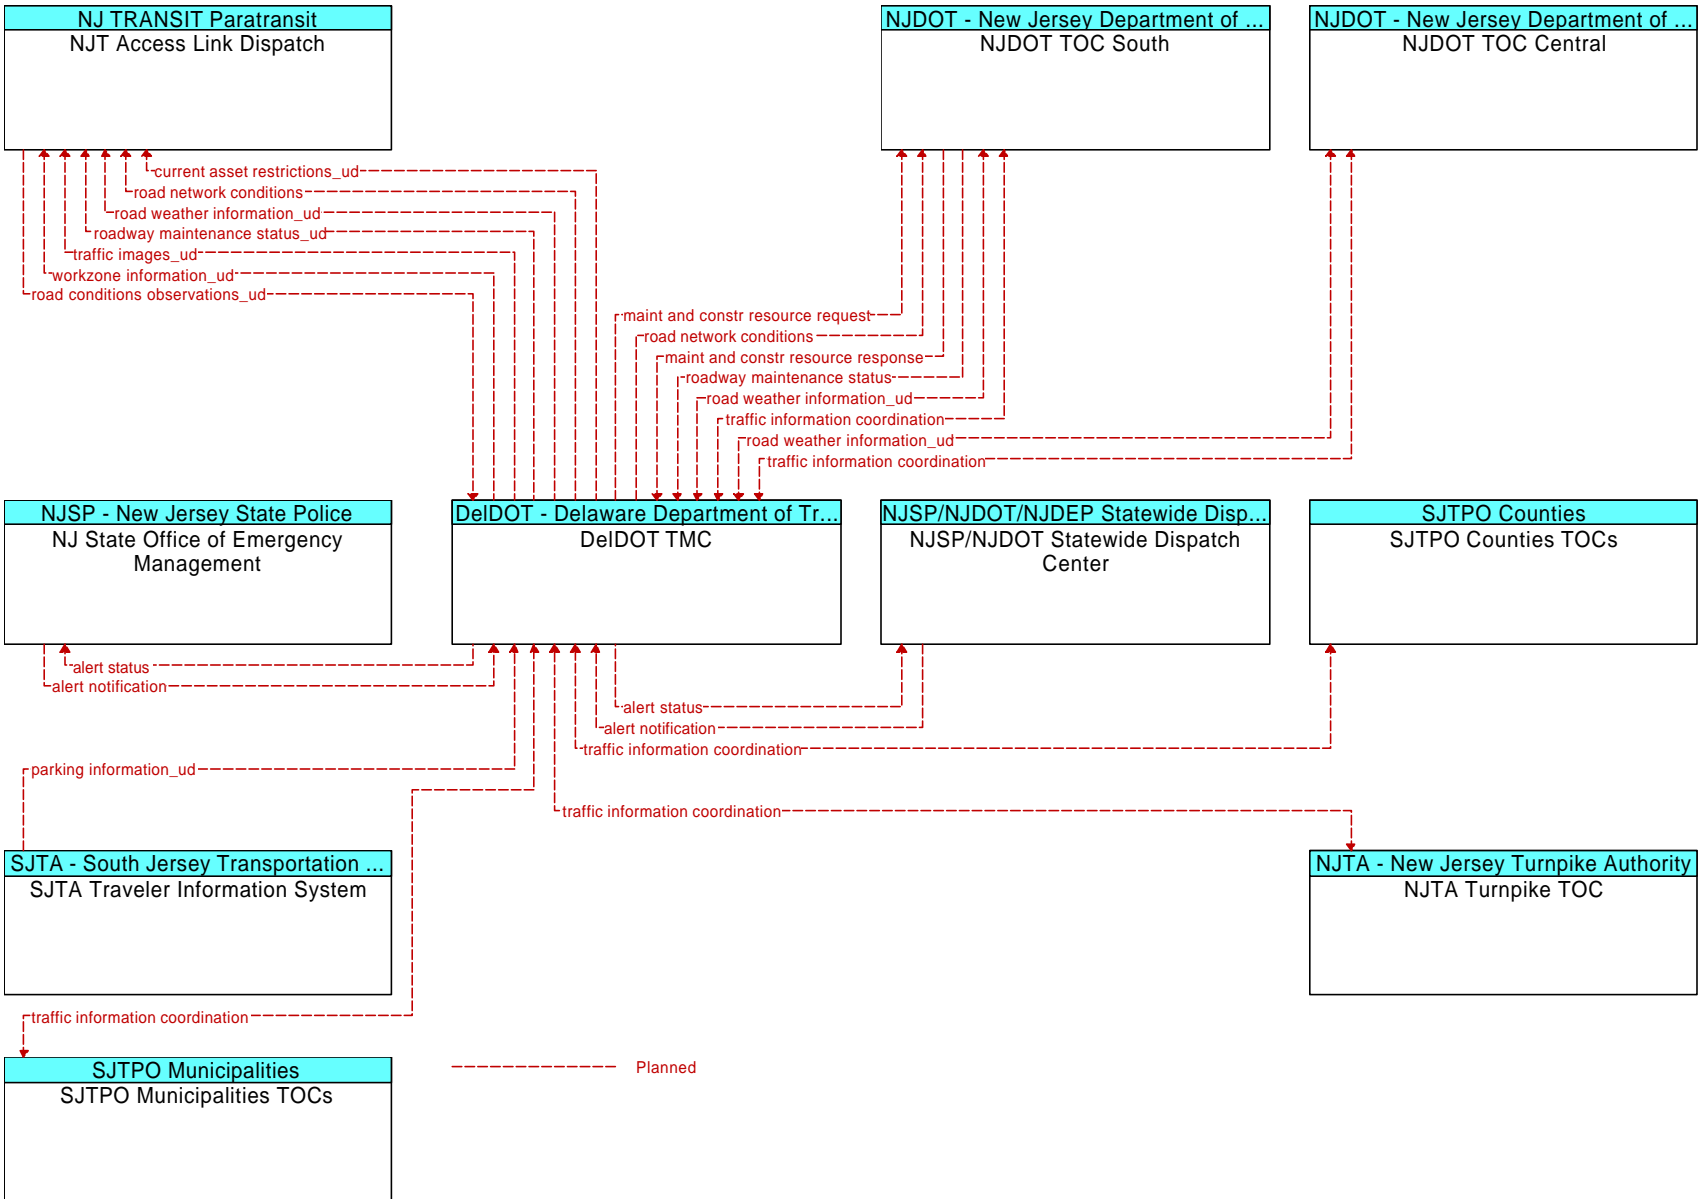 NJ TRANSIT Paratransit
NJT Access Link Dispatch
NJDOT - New Jersey Department of ...
NJDOT TOC South
NJDOT - New Jersey Department of ...
NJDOT TOC Central
current asset restrictions_ud
road network conditions
road weather information_ud
roadway maintenance status_ud
traffic images_ud
workzone information_ud
road conditions observations_ud
maint and constr resource request
road network conditions
maint and constr resource response
roadway maintenance status
road weather information_ud
traffic information coordination
road weather information_ud
traffic information coordination
NJSP - New Jersey State Police
NJ State Office of Emergency
Management
DelDOT - Delaware Department of Tr...
DelDOT TMC
NJSP/NJDOT/NJDEP Statewide Disp...
NJSP/NJDOT Statewide Dispatch
Center
SJTPO Counties
SJTPO Counties TOCs
alert status
alert notification
alert status
alert notification
traffic information coordination
parking information_ud
traffic information coordination
SJTA - South Jersey Transportation ...
SJTA Traveler Information System
NJTA - New Jersey Turnpike Authority
NJTA Turnpike TOC
traffic information coordination
SJTPO Municipalities
SJTPO Municipalities TOCs
Planned